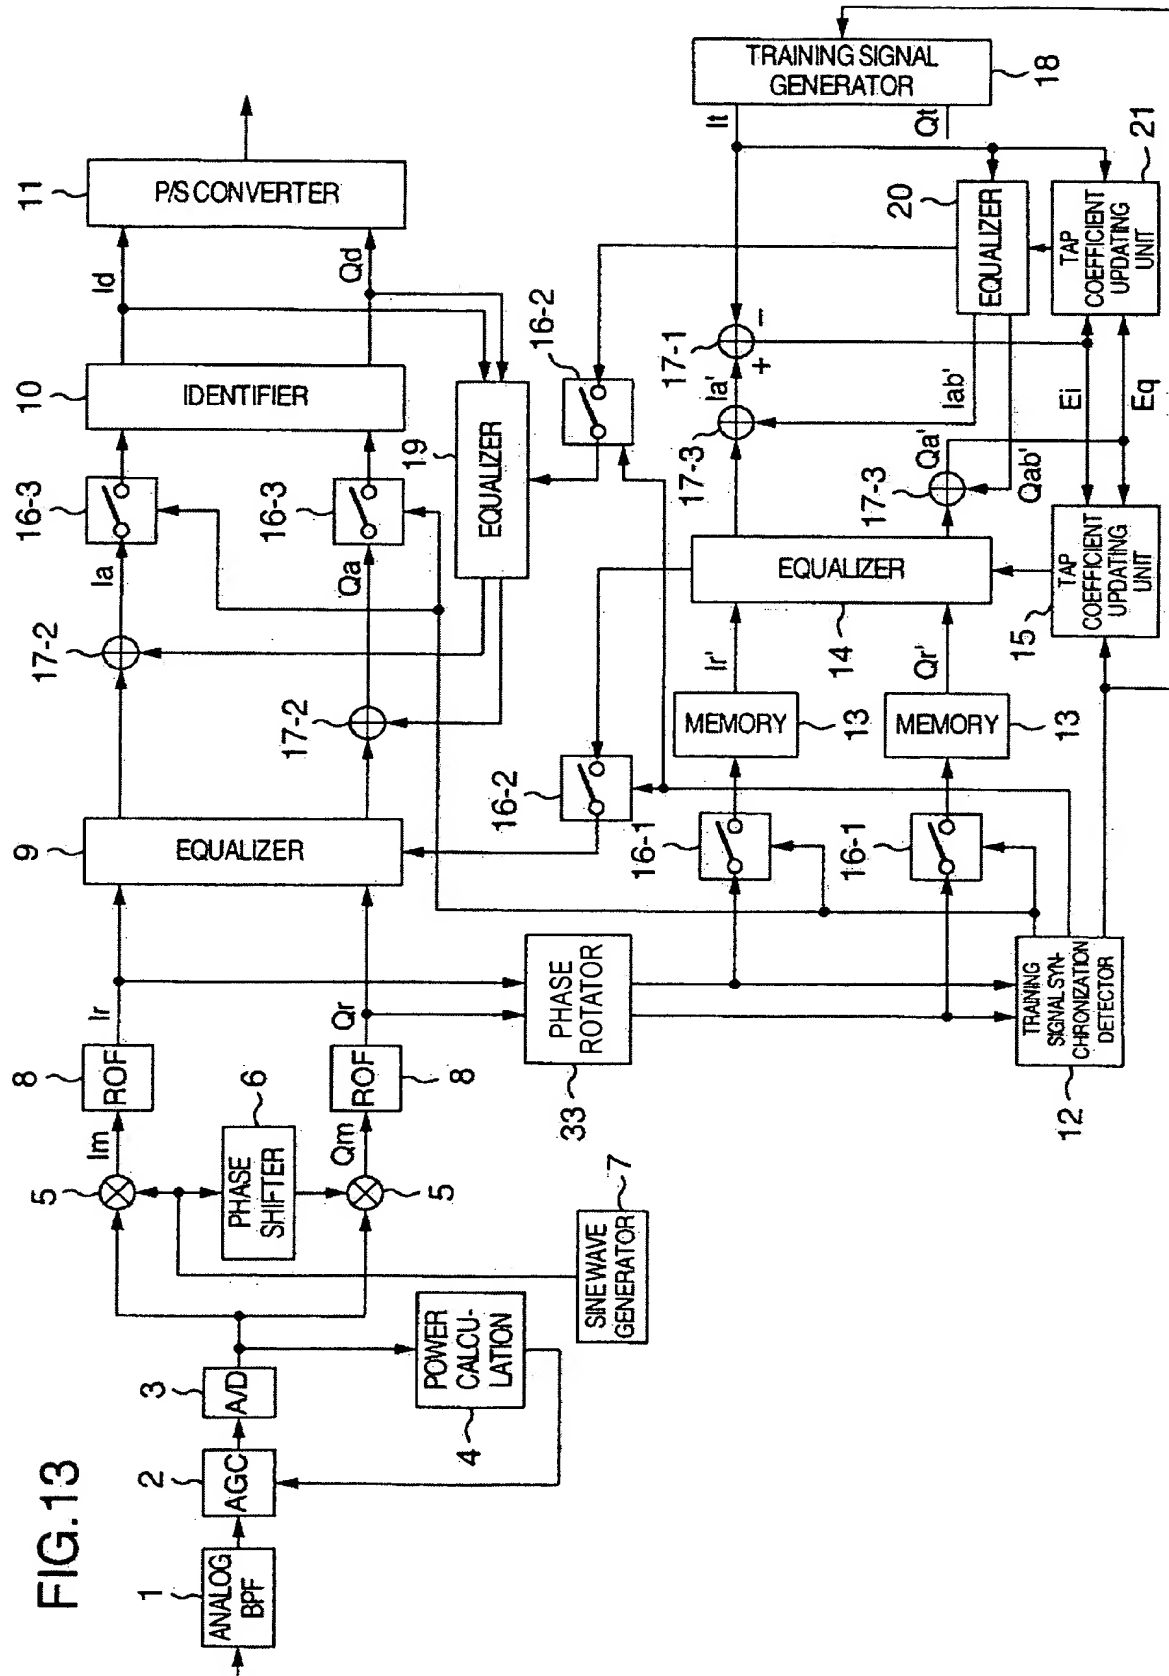 FIG.13
1
ANALOG
BPF
2
AGC
3
A/D
4
POWER
CALCU-
LATION
5
5
6
PHASE
SHIFTER
7
SINEWAVE
GENERATOR
Im
Qm
8
ROF
8
ROF
Ir
Qr
33
PHASE
ROTATOR
9
EQUALIZER
17-2
17-2
Ia
Qa
16-3
16-3
10
IDENTIFIER
Id
Qd
11
P/S CONVERTER
19
EQUALIZER
16-2
16-2
12
TRAINING
SIGNAL SYN-
CHRONIZATION
DETECTOR
16-1
16-1
MEMORY
13
MEMORY
13
Ir'
Qr'
14
EQUALIZER
15
TAP
COEFFICIENT
UPDATING
UNIT
17-3
17-3
Ia'
Qa'
17-1
+
−
Iab'
Qab'
Ei
Eq
20
EQUALIZER
21
TAP
COEFFICIENT
UPDATING
UNIT
It
Qt
TRAINING SIGNAL
GENERATOR
18